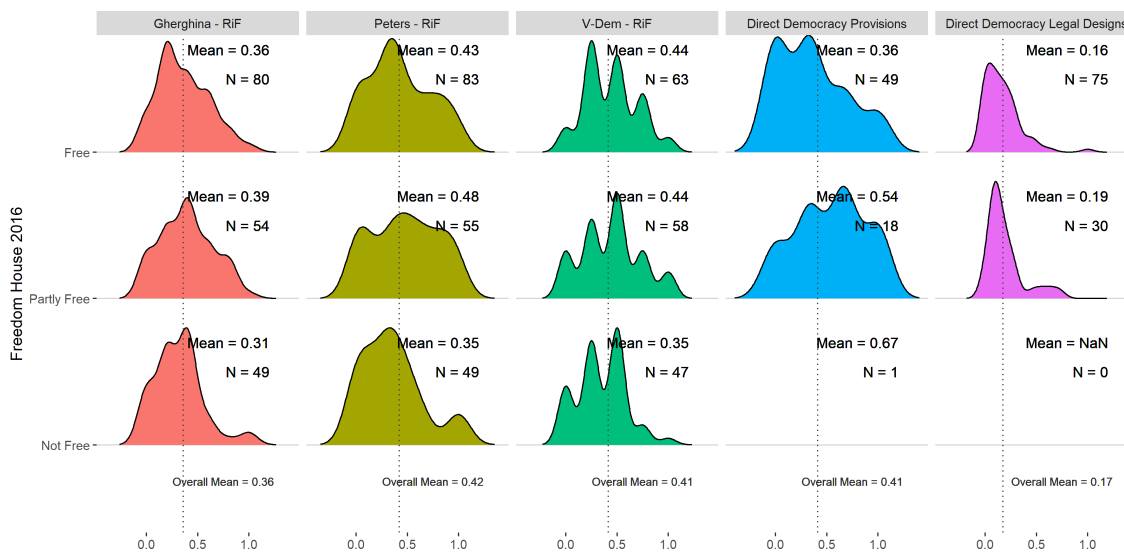 Gherghina - RiF
Peters - RiF
V-Dem - RiF
Direct Democracy Provisions
Direct Democracy Legal Designs
Freedom House 2016
Free
Mean = 0.36
N = 80
Mean = 0.43
N = 83
Mean = 0.44
N = 63
Mean = 0.36
N = 49
Mean = 0.16
N = 75
Partly Free
Mean = 0.39
N = 54
Mean = 0.48
N = 55
Mean = 0.44
N = 58
Mean = 0.54
N = 18
Mean = 0.19
N = 30
Not Free
Mean = 0.31
N = 49
Mean = 0.35
N = 49
Mean = 0.35
N = 47
Mean = 0.67
N = 1
Mean = NaN
N = 0
Overall Mean = 0.36
Overall Mean = 0.42
Overall Mean = 0.41
Overall Mean = 0.41
Overall Mean = 0.17
0.0 0.5 1.0
0.0 0.5 1.0
0.0 0.5 1.0
0.0 0.5 1.0
0.0 0.5 1.0